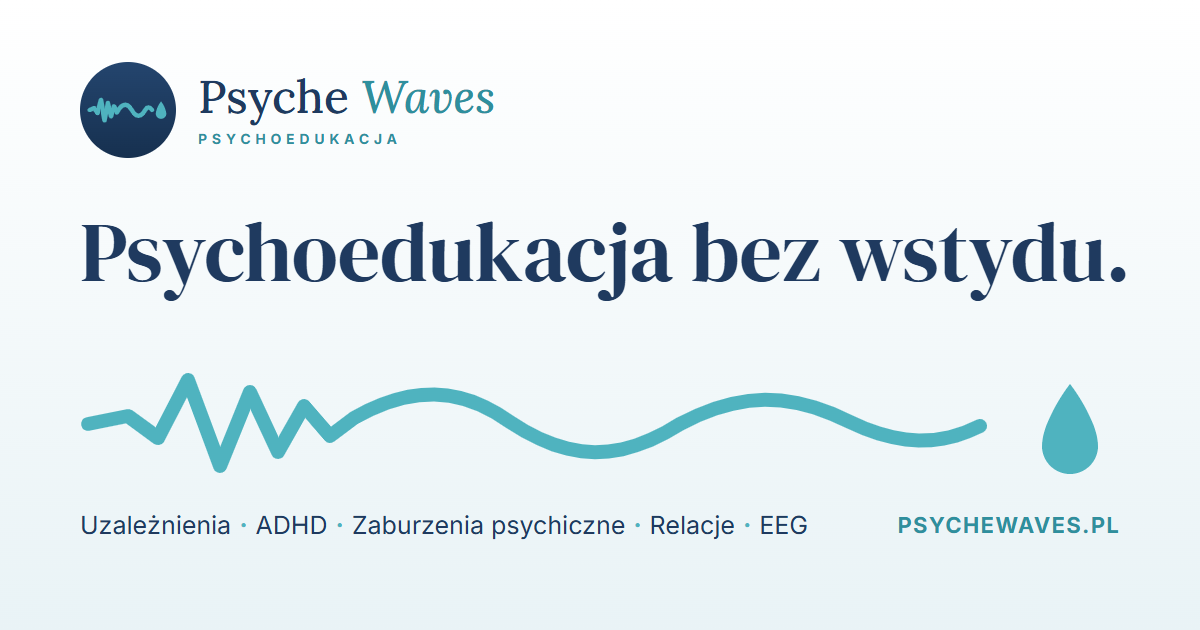 Psyche Waves
PSYCHOEDUKACJA
Psychoedukacja bez wstydu.
Uzależnienia · ADHD · Zaburzenia psychiczne · Relacje · EEG
PSYCHEWAVES.PL